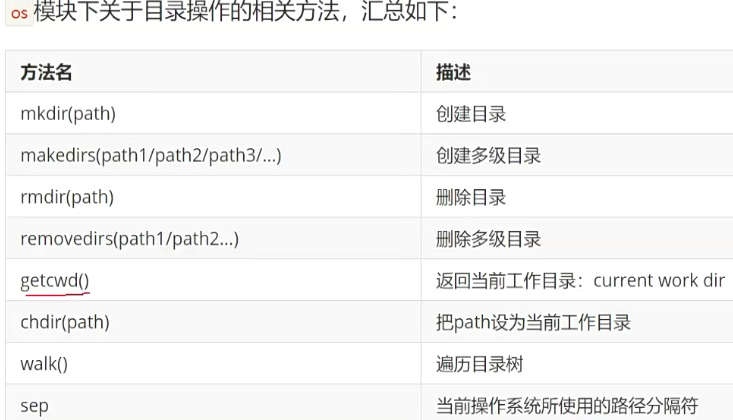 os 模块下关于目录操作的相关方法，汇总如下：
方法名 描述
mkdir(path) 创建目录
makedirs(path1/path2/path3/...) 创建多级目录
rmdir(path) 删除目录
removedirs(path1/path2...) 删除多级目录
getcwd() 返回当前工作目录：current work dir
chdir(path) 把path设为当前工作目录
walk() 遍历目录树
sep 当前操作系统所使用的路径分隔符